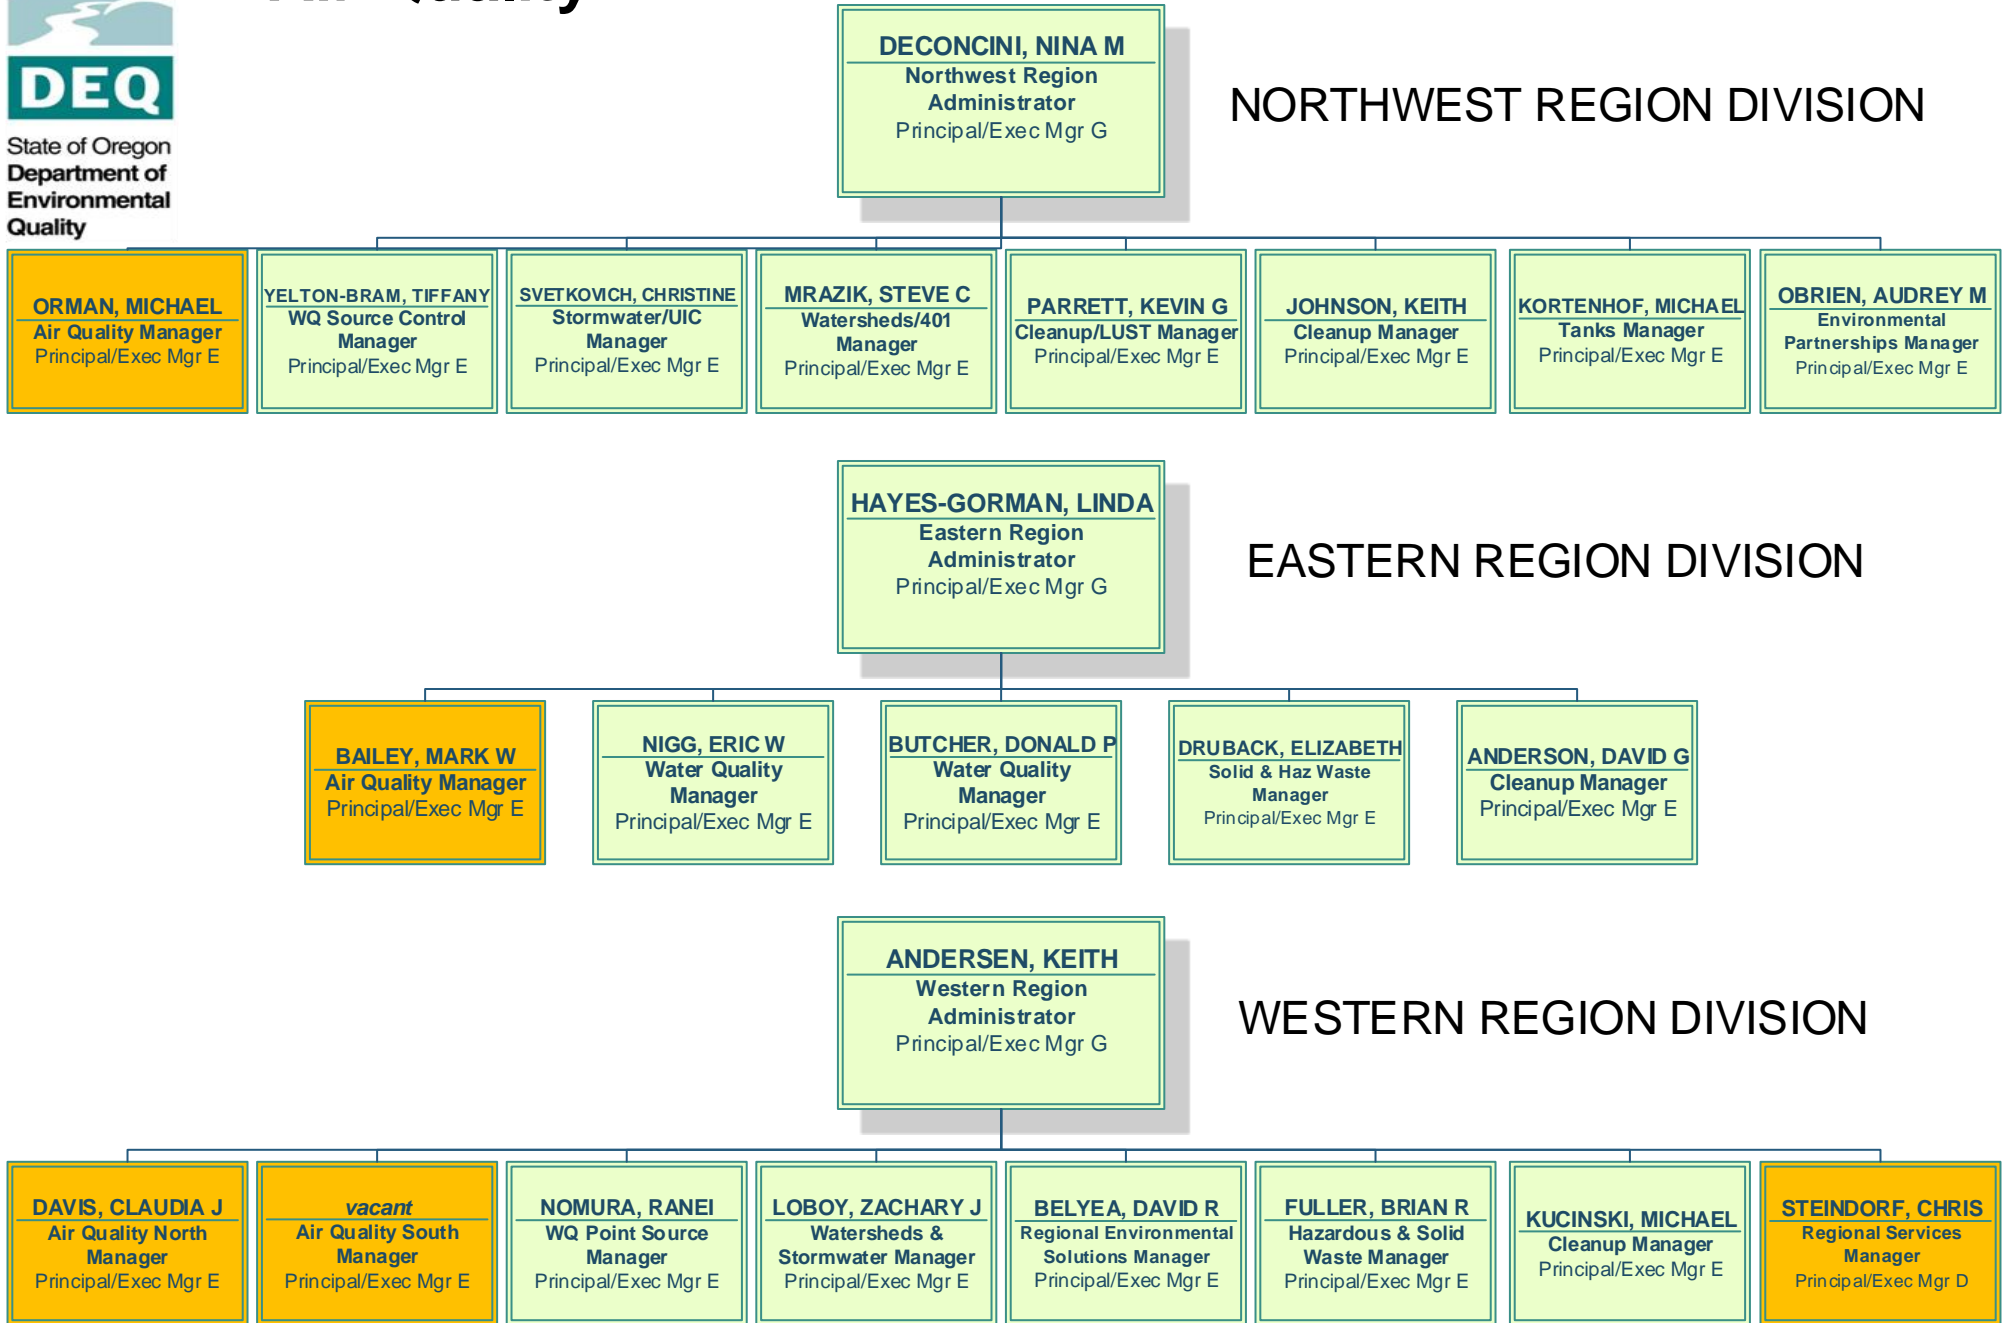 DEQ
State of Oregon
Department of
Environmental
Quality
DECONCINI, NINA M
Northwest Region
Administrator
Principal/Exec Mgr G
NORTHWEST REGION DIVISION
ORMAN, MICHAEL
Air Quality Manager
Principal/Exec Mgr E
YELTON-BRAM, TIFFANY
WQ Source Control
Manager
Principal/Exec Mgr E
SVETKOVICH, CHRISTINE
Stormwater/UIC
Manager
Principal/Exec Mgr E
MRAZIK, STEVE C
Watersheds/401
Manager
Principal/Exec Mgr E
PARRETT, KEVIN G
Cleanup/LUST Manager
Principal/Exec Mgr E
JOHNSON, KEITH
Cleanup Manager
Principal/Exec Mgr E
KORTENHOF, MICHAEL
Tanks Manager
Principal/Exec Mgr E
OBRIEN, AUDREY M
Environmental
Partnerships Manager
Principal/Exec Mgr E
HAYES-GORMAN, LINDA
Eastern Region
Administrator
Principal/Exec Mgr G
EASTERN REGION DIVISION
BAILEY, MARK W
Air Quality Manager
Principal/Exec Mgr E
NIGG, ERIC W
Water Quality
Manager
Principal/Exec Mgr E
BUTCHER, DONALD P
Water Quality
Manager
Principal/Exec Mgr E
DRUBACK, ELIZABETH
Solid & Haz Waste
Manager
Principal/Exec Mgr E
ANDERSON, DAVID G
Cleanup Manager
Principal/Exec Mgr E
ANDERSEN, KEITH
Western Region
Administrator
Principal/Exec Mgr G
WESTERN REGION DIVISION
DAVIS, CLAUDIA J
Air Quality North
Manager
Principal/Exec Mgr E
vacant
Air Quality South
Manager
Principal/Exec Mgr E
NOMURA, RANEI
WQ Point Source
Manager
Principal/Exec Mgr E
LOBOY, ZACHARY J
Watersheds &
Stormwater Manager
Principal/Exec Mgr E
BELYEA, DAVID R
Regional Environmental
Solutions Manager
Principal/Exec Mgr E
FULLER, BRIAN R
Hazardous & Solid
Waste Manager
Principal/Exec Mgr E
KUCINSKI, MICHAEL
Cleanup Manager
Principal/Exec Mgr E
STEINDORF, CHRIS
Regional Services
Manager
Principal/Exec Mgr D